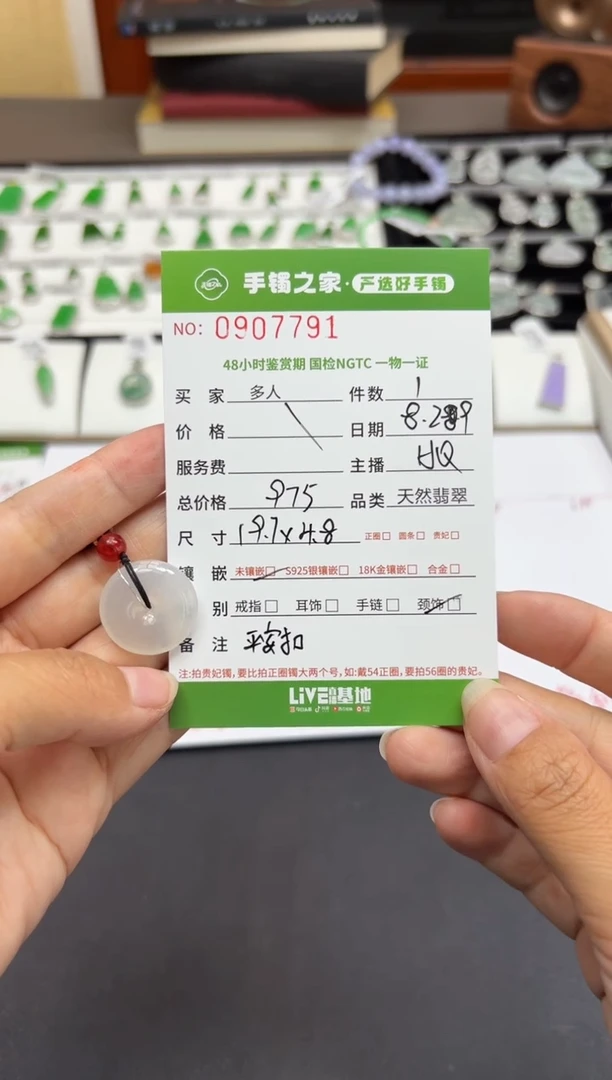 手镯之家·严选好手镯
NO: 0907791
48小时鉴赏期 国检NGTC 一物一证
买 家 多人 件数 1
价 格 日期
服务费 主播 HQ
总价格 975 品类 天然翡翠
尺 寸 19.7x4.8 正圈□ 圆条□ 贵妃□
镶 嵌 未镶嵌□ S925银镶嵌□ 18K金镶嵌□ 合金□
别 戒指□ 耳饰□ 手链□ 颈饰□
备 注 平安扣
注:拍贵妃镯,要比拍正圈镯大两个号,如:戴54正圈,要拍56圈的贵妃。
LiVE 基地